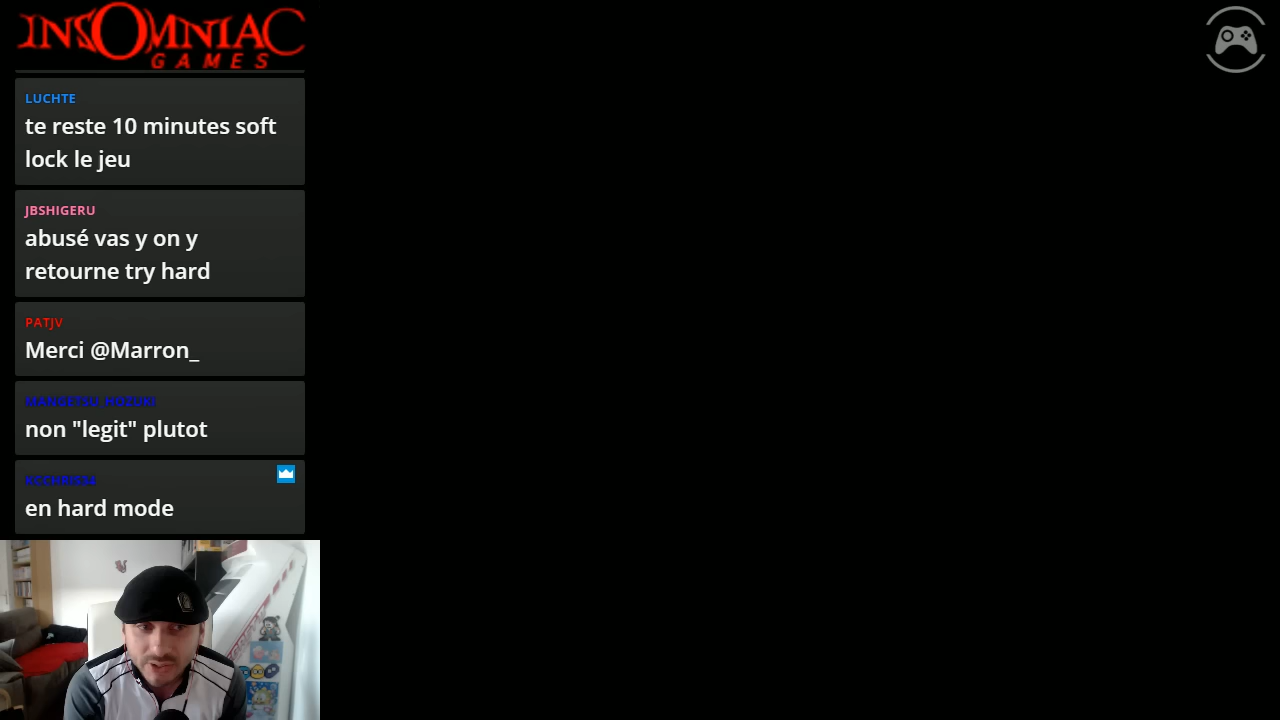 INSOMNIAC
GAMES
LUCHTE
te reste 10 minutes soft
lock le jeu
JBSHIGERU
abusé vas y on y
retourne try hard
PATJV
Merci @Marron_
non "legit" plutot
en hard mode